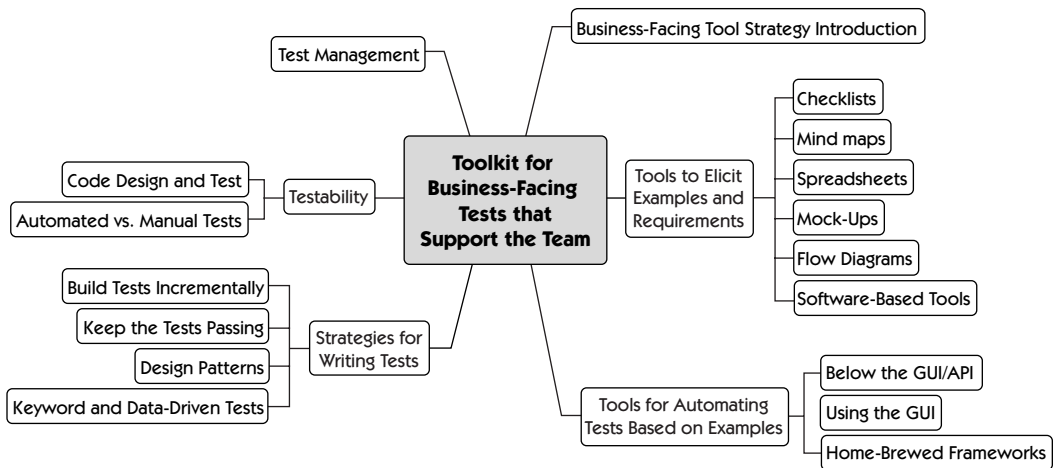 Business-Facing Tool Strategy Introduction
Test Management
Toolkit for
Business-Facing
Tests that
Support the Team
Checklists
Mind maps
Spreadsheets
Mock-Ups
Flow Diagrams
Software-Based Tools
Tools to Elicit
Examples and
Requirements
Code Design and Test
Automated vs. Manual Tests
Testability
Build Tests Incrementally
Keep the Tests Passing
Design Patterns
Keyword and Data-Driven Tests
Strategies for
Writing Tests
Tools for Automating
Tests Based on Examples
Below the GUI/API
Using the GUI
Home-Brewed Frameworks